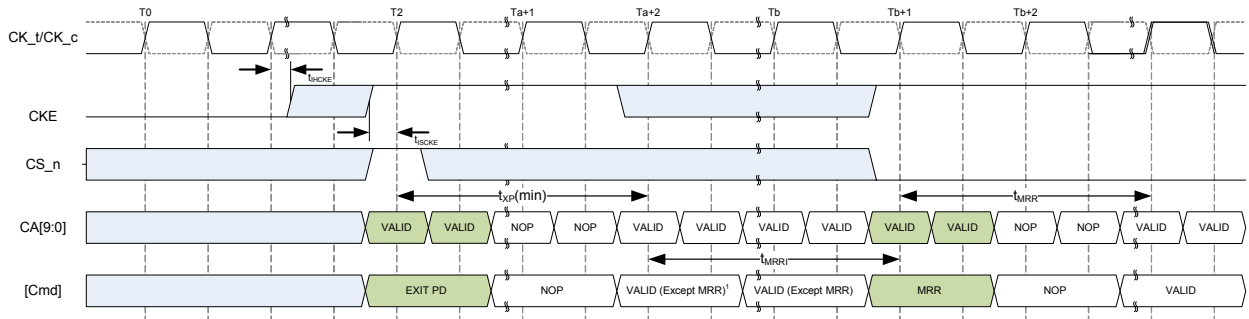 T0 T2 Ta+1 Ta+2 Tb Tb+1 Tb+2
CK_t/CK_c
tIHCKE
CKE
tISCKE
CS_n
tXP(min) tMRR
CA[9:0] VALID VALID NOP NOP VALID VALID VALID VALID VALID VALID NOP NOP VALID VALID
tMRRI
[Cmd] EXIT PD NOP VALID (Except MRR)¹ VALID (Except MRR) MRR NOP VALID